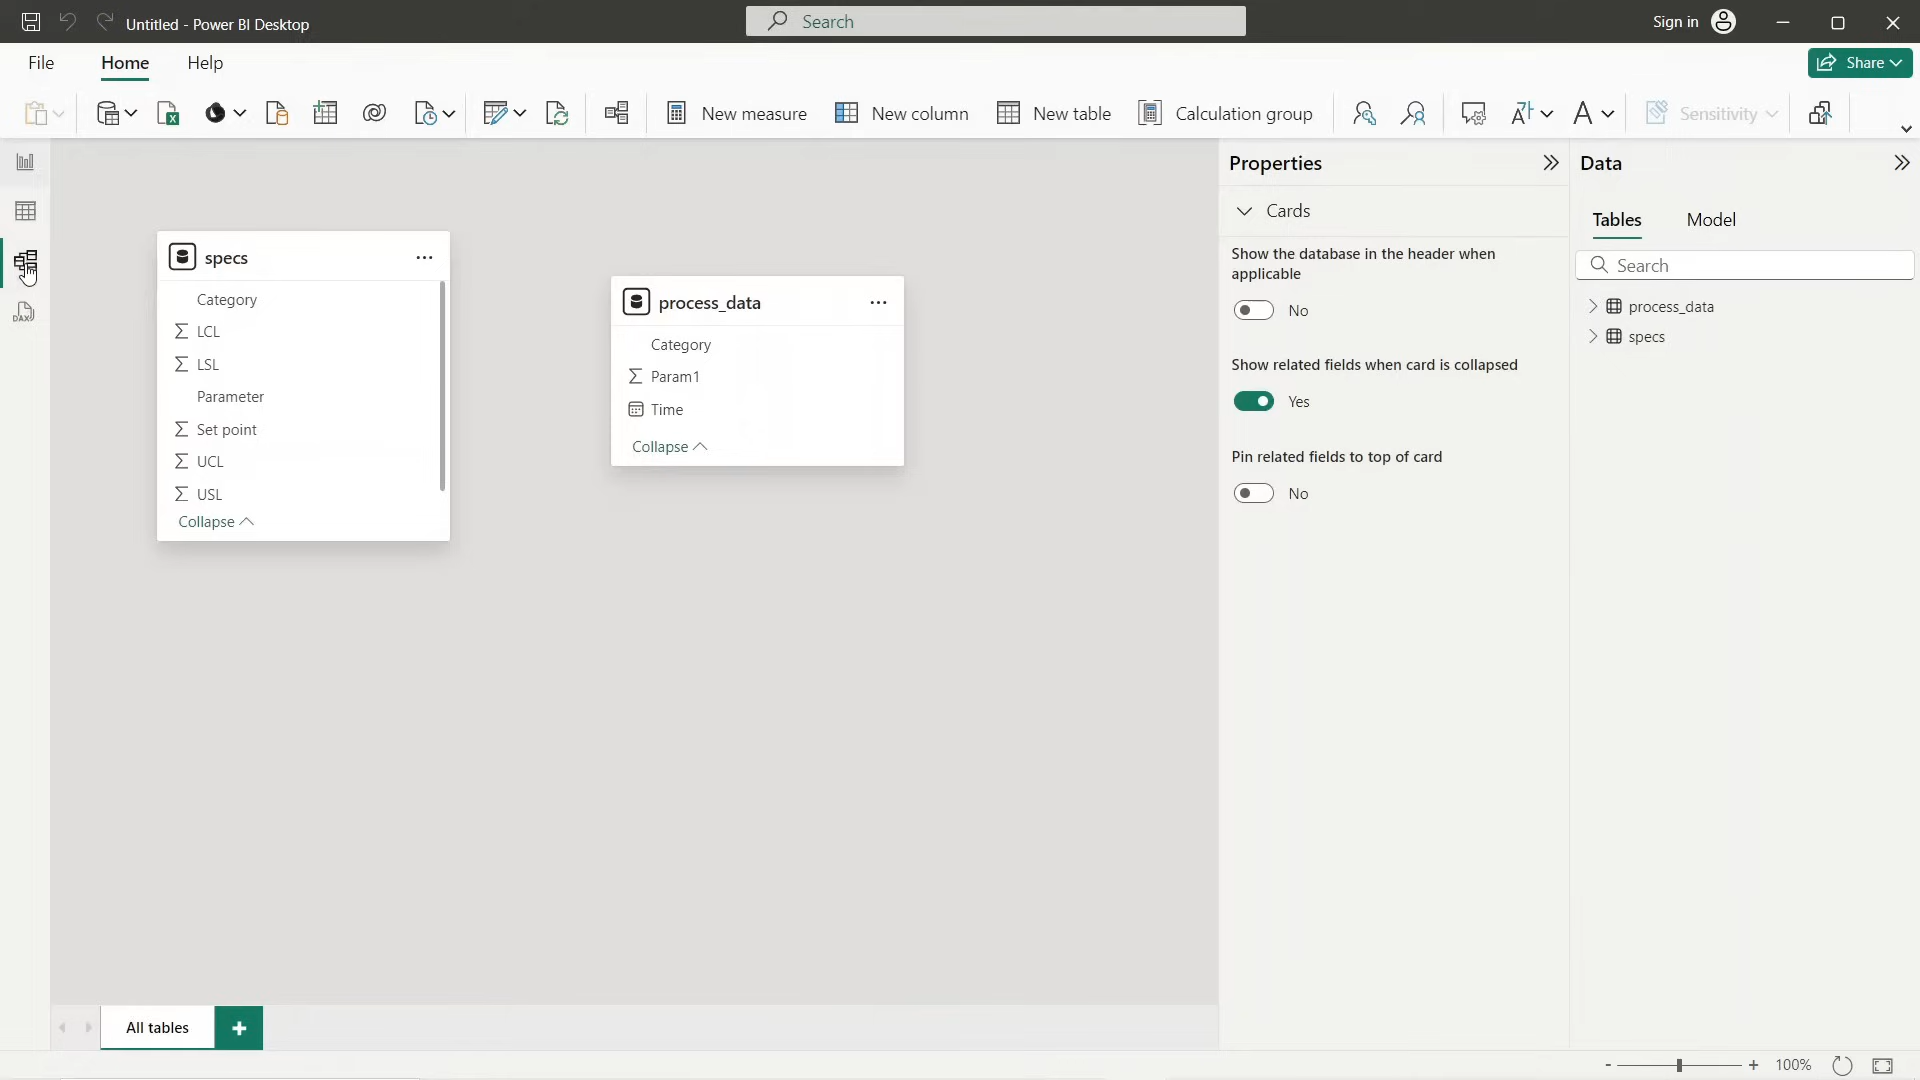 Untitled - Power BI Desktop
Search
Sign in
File
Home
Help
Share
New measure
New column
New table
Calculation group
Sensitivity
DAX
specs
Category
LCL
LSL
Parameter
Set point
UCL
USL
Collapse
process_data
Category
Param1
Time
Collapse
Properties
Cards
Show the database in the header when
applicable
No
Show related fields when card is collapsed
Yes
Pin related fields to top of card
No
Data
Tables
Model
Search
process_data
specs
All tables
+
- + 100%